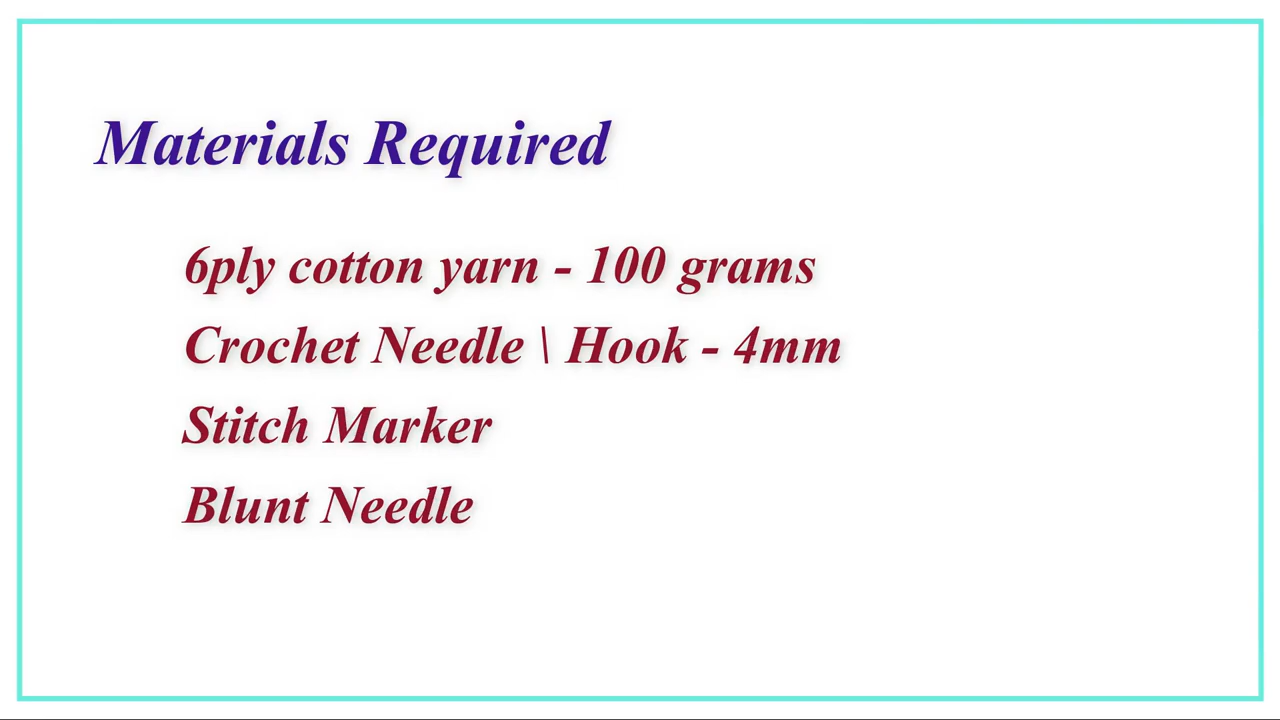 Materials Required
6ply cotton yarn - 100 grams
Crochet Needle \ Hook - 4mm
Stitch Marker
Blunt Needle